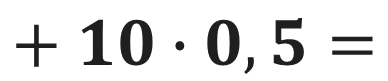 + 10 · 0,5 =